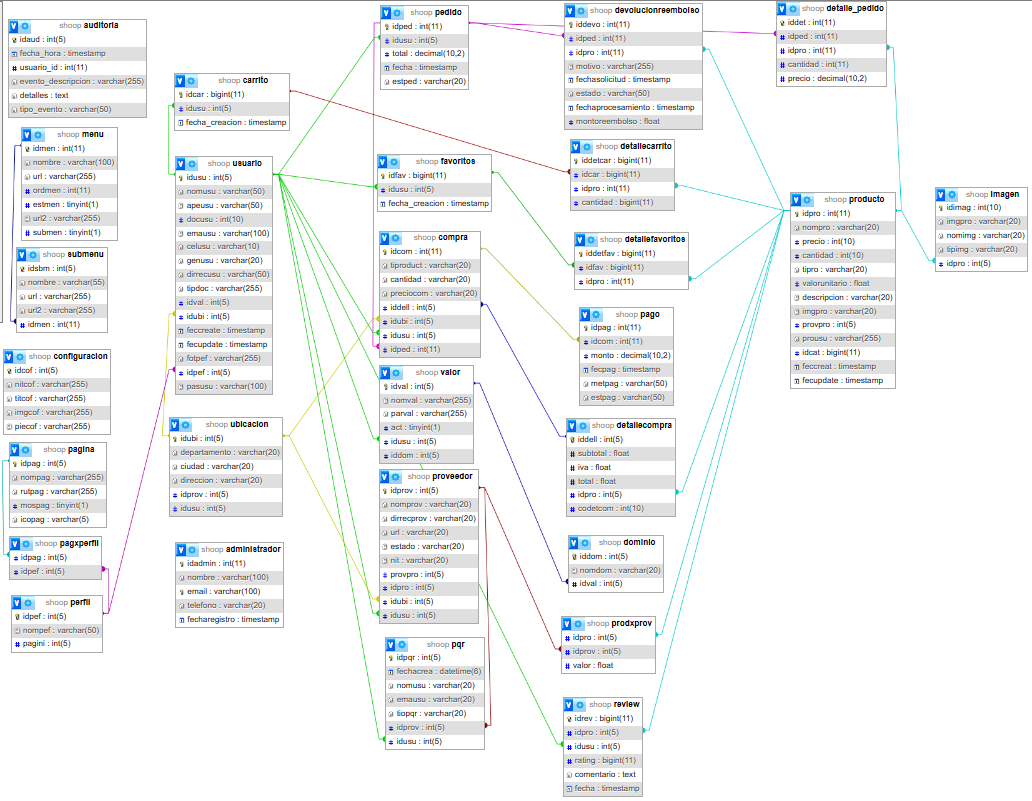 shoop auditoria
idaud : int(5)
fecha_hora : timestamp
usuario_id : int(11)
evento_descripcion : varchar(255)
detalles : text
tipo_evento : varchar(50)
shoop menu
idmen : int(11)
nombre : varchar(100)
url : varchar(255)
ordmen : int(11)
estmen : tinyint(1)
url2 : varchar(255)
submen : tinyint(1)
shoop submenu
idsbm : int(5)
nombre : varchar(55)
url : varchar(255)
url2 : varchar(255)
idmen : int(11)
shoop configuracion
idcof : int(5)
nitcof : varchar(255)
titcof : varchar(255)
imgcof : varchar(255)
piecof : varchar(255)
shoop pagina
idpag : int(5)
nompag : varchar(255)
rutpag : varchar(255)
mospag : tinyint(1)
icopag : varchar(5)
shoop pagxperfil
idpag : int(5)
idpef : int(5)
shoop perfil
idpef : int(5)
nompef : varchar(50)
pagini : int(5)
shoop carrito
idcar : bigint(11)
idusu : int(5)
fecha_creacion : timestamp
shoop usuario
idusu : int(5)
nomusu : varchar(50)
apeusu : varchar(50)
docusu : int(10)
emausu : varchar(100)
celusu : varchar(10)
genusu : varchar(20)
dirrecusu : varchar(50)
tipdoc : varchar(255)
idval : int(5)
idubi : int(5)
feccreate : timestamp
fecupdate : timestamp
fotpef : varchar(255)
idpef : int(5)
pasusu : varchar(100)
shoop ubicacion
idubi : int(5)
departamento : varchar(20)
ciudad : varchar(20)
direccion : varchar(20)
idprov : int(5)
idusu : int(5)
shoop administrador
idadmin : int(11)
nombre : varchar(100)
email : varchar(100)
telefono : varchar(20)
fecharegistro : timestamp
shoop pedido
idped : int(11)
idusu : int(5)
total : decimal(10,2)
fecha : timestamp
estped : varchar(20)
shoop favoritos
idfav : bigint(11)
idusu : int(5)
fecha_creacion : timestamp
shoop compra
idcom : int(11)
tiproduct : varchar(20)
cantidad : varchar(20)
preciocom : varchar(20)
iddell : int(5)
idubi : int(5)
idusu : int(5)
idped : int(11)
shoop valor
idval : int(5)
nomval : varchar(255)
parval : varchar(255)
act : tinyint(1)
idusu : int(5)
iddom : int(5)
shoop proveedor
idprov : int(5)
nomprov : varchar(20)
dirrecprov : varchar(20)
url : varchar(20)
estado : varchar(20)
nit : varchar(20)
provpro : int(5)
idpro : int(5)
idubi : int(5)
idusu : int(5)
shoop pqr
idpqr : int(5)
fechacrea : datetime(6)
nomusu : varchar(20)
emausu : varchar(20)
tiopqr : varchar(20)
idprov : int(5)
idusu : int(5)
shoop devolucionreembolso
iddevo : int(11)
idped : int(11)
idpro : int(11)
motivo : varchar(255)
fechasolicitud : timestamp
estado : varchar(50)
fechaprocesamiento : timestamp
montoreembolso : float
shoop detallecarrito
iddetcar : bigint(11)
idcar : bigint(11)
idpro : int(11)
cantidad : bigint(11)
shoop detallefavoritos
iddetfav : bigint(11)
idfav : bigint(11)
idpro : int(11)
shoop pago
idpag : int(11)
idcom : int(11)
monto : decimal(10,2)
fecpag : timestamp
metpag : varchar(50)
estpag : varchar(50)
shoop detallecompra
iddell : int(5)
subtotal : float
iva : float
total : float
idpro : int(5)
codetcom : int(10)
shoop dominio
iddom : int(5)
nomdom : varchar(20)
idval : int(5)
shoop prodxprov
idpro : int(5)
idprov : int(5)
valor : float
shoop review
idrev : bigint(11)
idpro : int(5)
idusu : int(5)
rating : bigint(11)
comentario : text
fecha : timestamp
shoop detalle_pedido
iddet : int(11)
idped : int(11)
idpro : int(11)
cantidad : int(11)
precio : decimal(10,2)
shoop producto
idpro : int(11)
nompro : varchar(20)
precio : int(10)
cantidad : int(10)
tipro : varchar(20)
valorunitario : float
descripcion : varchar(20)
imgpro : varchar(20)
provpro : int(5)
prousu : varchar(255)
idcat : bigint(11)
feccreat : timestamp
fecupdate : timestamp
shoop imagen
idimag : int(10)
imgpro : varchar(20)
nomimg : varchar(20)
tipimg : varchar(20)
idpro : int(5)